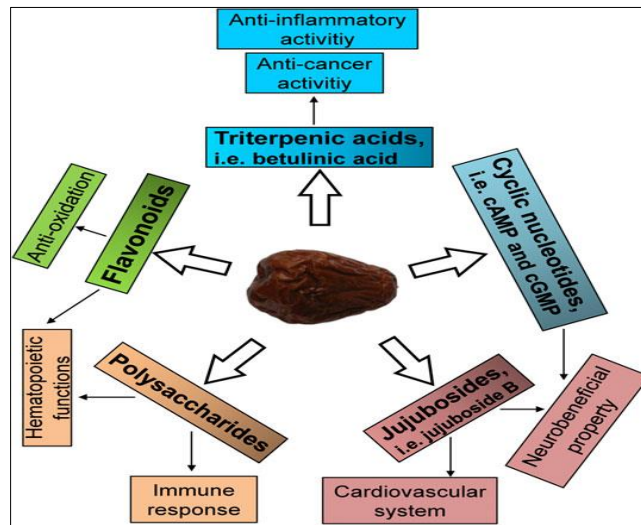 Anti-inflammatory
activitiy
Anti-cancer
activitiy
Triterpenic acids,
i.e. betulinic acid
Flavonoids
Anti-oxidation
Cyclic nucleotides,
i.e. cAMP and cGMP
Hematopoietic
functions
Polysaccharides
Immune
response
Jujubosides,
i.e. jujuboside B
Cardiovascular
system
Neurobeneficial
property